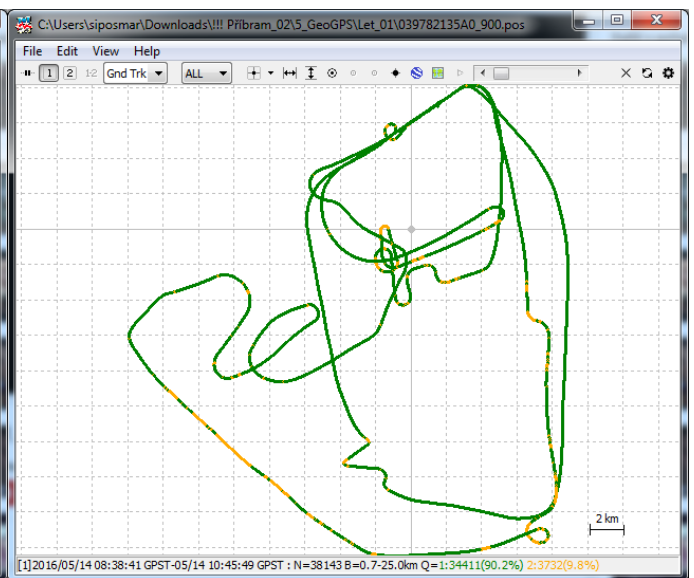 C:\Users\siposmar\Downloads\!!! Příbram_02\5_GeoGPS\Let_01\039782135A0_900.pos
File Edit View Help
1 2 1-2 Gnd Trk ALL
2 km
[1]2016/05/14 08:38:41 GPST-05/14 10:45:49 GPST : N=38143 B=0.7-25.0km Q=1:34411(90.2%) 2:3732(9.8%)